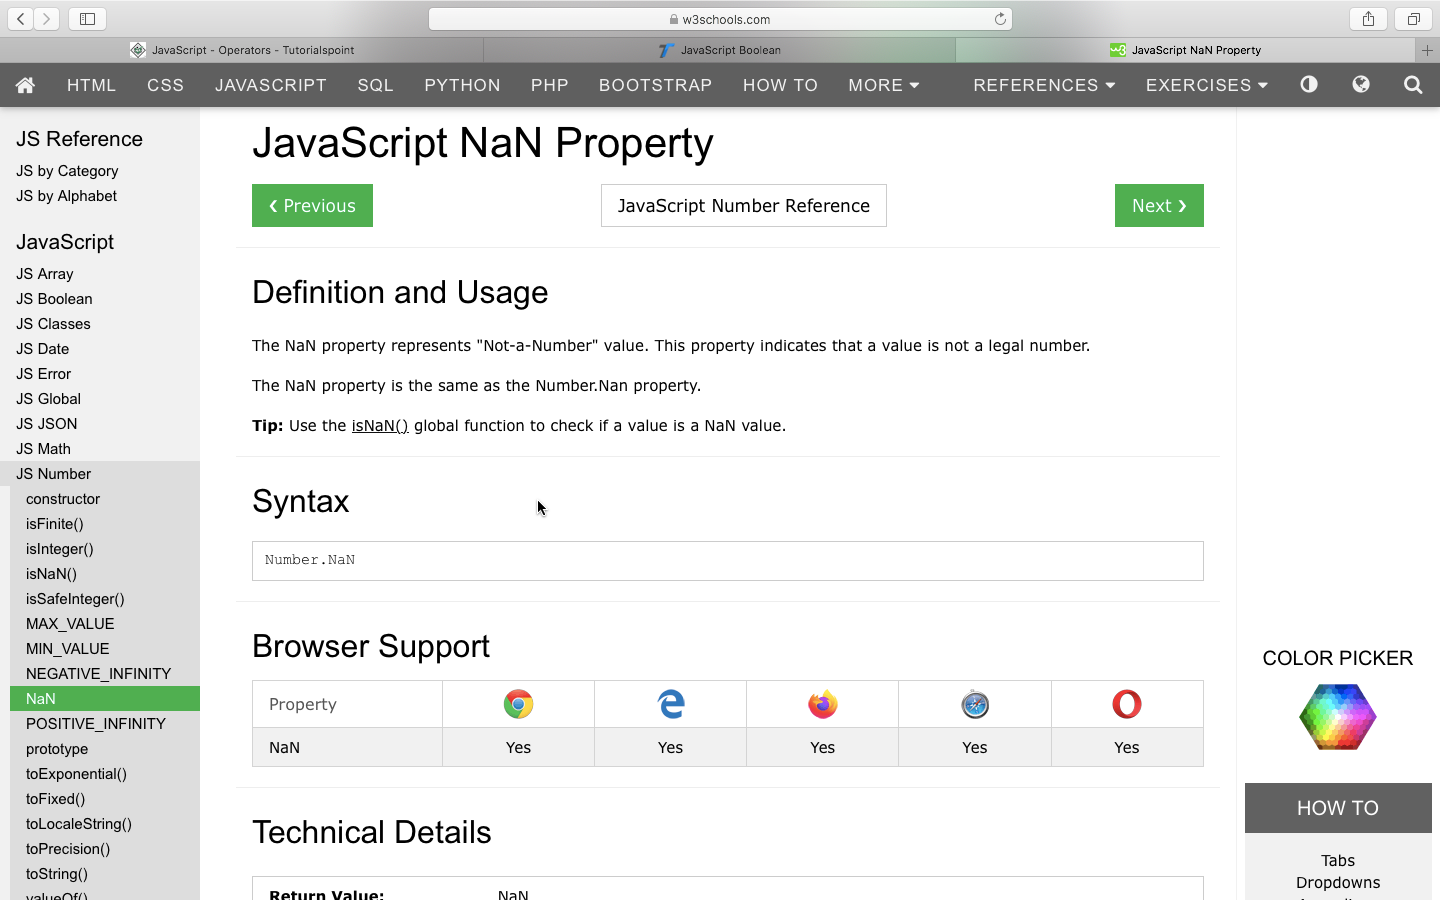 w3schools.com
JavaScript - Operators - Tutorialspoint
JavaScript Boolean
JavaScript NaN Property
HTML CSS JAVASCRIPT SQL PYTHON PHP BOOTSTRAP HOW TO MORE REFERENCES EXERCISES
JS Reference
JS by Category
JS by Alphabet
JavaScript
JS Array
JS Boolean
JS Classes
JS Date
JS Error
JS Global
JS JSON
JS Math
JS Number
constructor
isFinite()
isInteger()
isNaN()
isSafeInteger()
MAX_VALUE
MIN_VALUE
NEGATIVE_INFINITY
NaN
POSITIVE_INFINITY
prototype
toExponential()
toFixed()
toLocaleString()
toPrecision()
toString()
valueOf()
JavaScript NaN Property
❮ Previous
JavaScript Number Reference
Next ❯
Definition and Usage
The NaN property represents "Not-a-Number" value. This property indicates that a value is not a legal number.
The NaN property is the same as the Number.Nan property.
Tip: Use the isNaN() global function to check if a value is a NaN value.
Syntax
Number.NaN
Browser Support
Property
NaN Yes Yes Yes Yes Yes
Technical Details
Return Value: NaN
COLOR PICKER
HOW TO
Tabs
Dropdowns